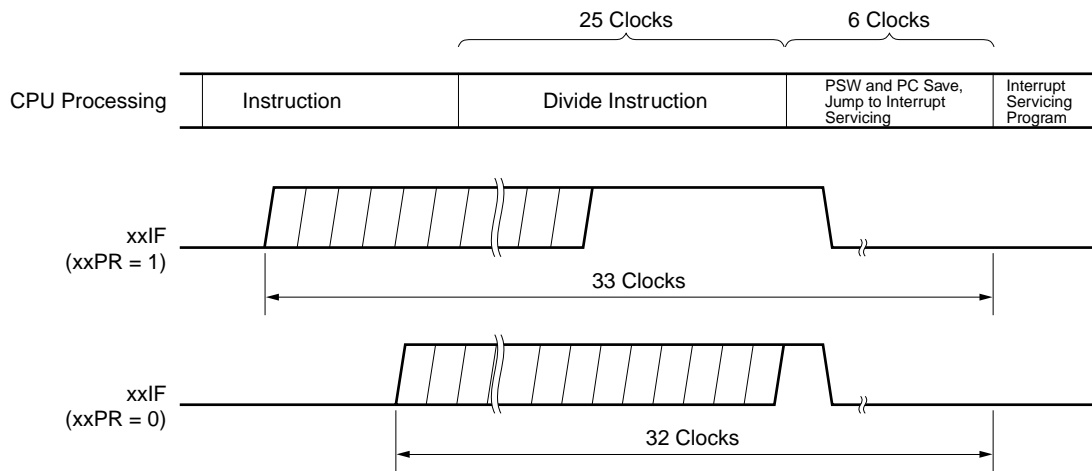 25 Clocks
6 Clocks
CPU Processing
Instruction
Divide Instruction
PSW and PC Save,
Jump to Interrupt
Servicing
Interrupt
Servicing
Program
xxIF
(xxPR = 1)
33 Clocks
xxIF
(xxPR = 0)
32 Clocks